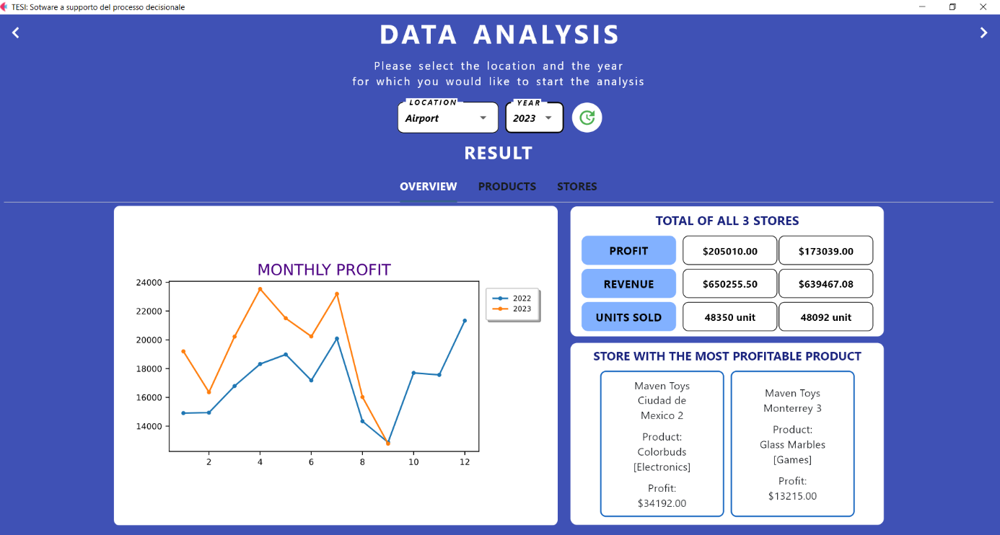 TESI: Sotware a supporto del processo decisionale
DATA ANALYSIS
Please select the location and the year
for which you would like to start the analysis
LOCATION
Airport
YEAR
2023
RESULT
OVERVIEW PRODUCTS STORES
MONTHLY PROFIT
24000
22000
20000
18000
16000
14000
2 4 6 8 10 12
2022
2023
TOTAL OF ALL 3 STORES
PROFIT $205010.00 $173039.00
REVENUE $650255.50 $639467.08
UNITS SOLD 48350 unit 48092 unit
STORE WITH THE MOST PROFITABLE PRODUCT
Maven Toys
Ciudad de
Mexico 2
Product:
Colorbuds
[Electronics]
Profit:
$34192.00
Maven Toys
Monterrey 3
Product:
Glass Marbles
[Games]
Profit:
$13215.00